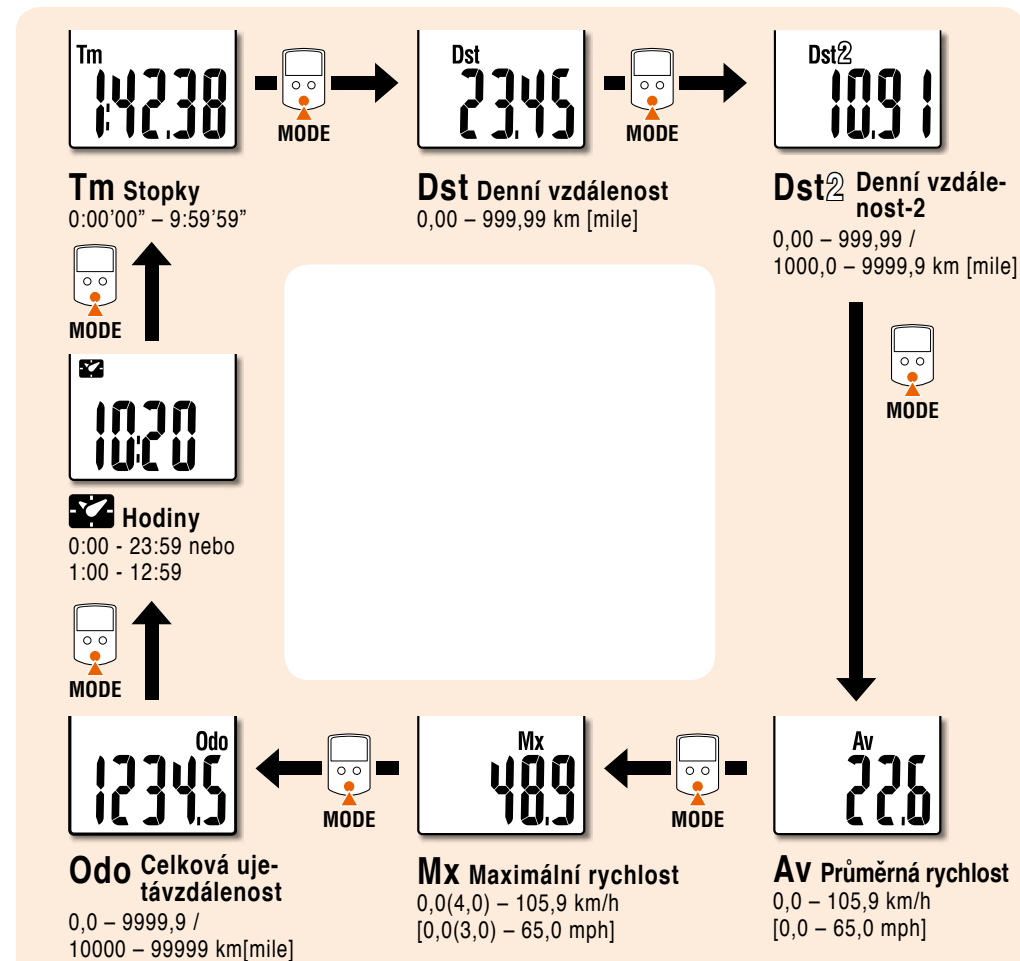 Tm
1:42.38
MODE
Dst
23.45
MODE
Dst2
10.91
Tm Stopky
0:00’00” – 9:59’59”
Dst Denní vzdálenost
0,00 – 999,99 km [mile]
Dst2 Denní vzdále-
nost-2
0,00 – 999,99 /
1000,0 – 9999,9 km [mile]
MODE
MODE
10:20
Hodiny
0:00 - 23:59 nebo
1:00 - 12:59
MODE
Odo
1234.5
MODE
Mx
48.9
MODE
Av
22.6
Odo Celková uje-
távzdálenost
0,0 – 9999,9 /
10000 – 99999 km[mile]
Mx Maximální rychlost
0,0(4,0) – 105,9 km/h
[0,0(3,0) – 65,0 mph]
Av Průměrná rychlost
0,0 – 105,9 km/h
[0,0 – 65,0 mph]